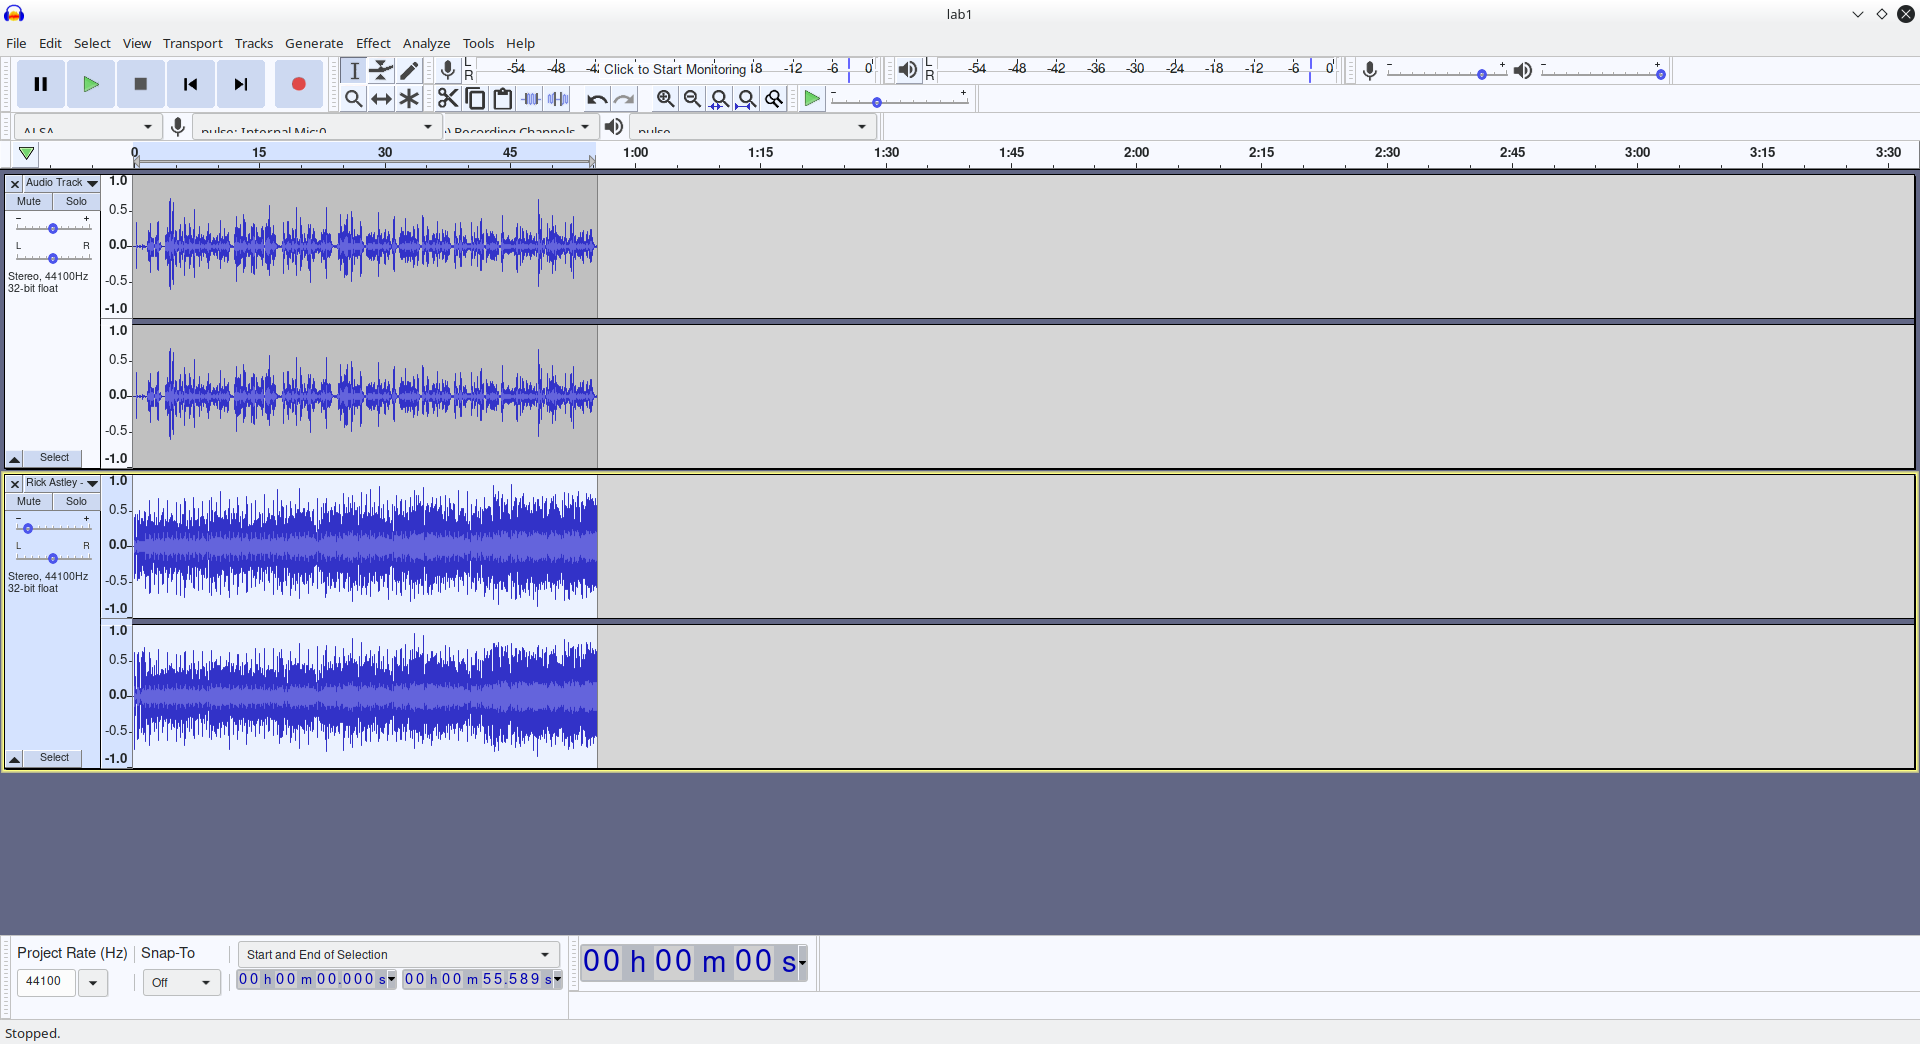 lab1
File Edit Select View Transport Tracks Generate Effect Analyze Tools Help
L R -54 -48 -42 Click to Start Monitoring 18 -12 -6 0
L R -54 -48 -42 -36 -30 -24 -18 -12 -6 0
- +
- +
- +
ALSA pulse: Internal Mic:0 ) Recording Channels pulse
0 15 30 45 1:00 1:15 1:30 1:45 2:00 2:15 2:30 2:45 3:00 3:15 3:30
Audio Track
Mute Solo
- +
L R
Stereo, 44100Hz
32-bit float
Select
1.0
0.5
0.0
-0.5
-1.0
1.0
0.5
0.0
-0.5
-1.0
Rick Astley -
Mute Solo
- +
L R
Stereo, 44100Hz
32-bit float
Select
1.0
0.5
0.0
-0.5
-1.0
1.0
0.5
0.0
-0.5
-1.0
Project Rate (Hz) Snap-To
Start and End of Selection
44100 Off
00 h 00 m 00.000 s 00 h 00 m 55.589 s
00 h 00 m 00 s
Stopped.